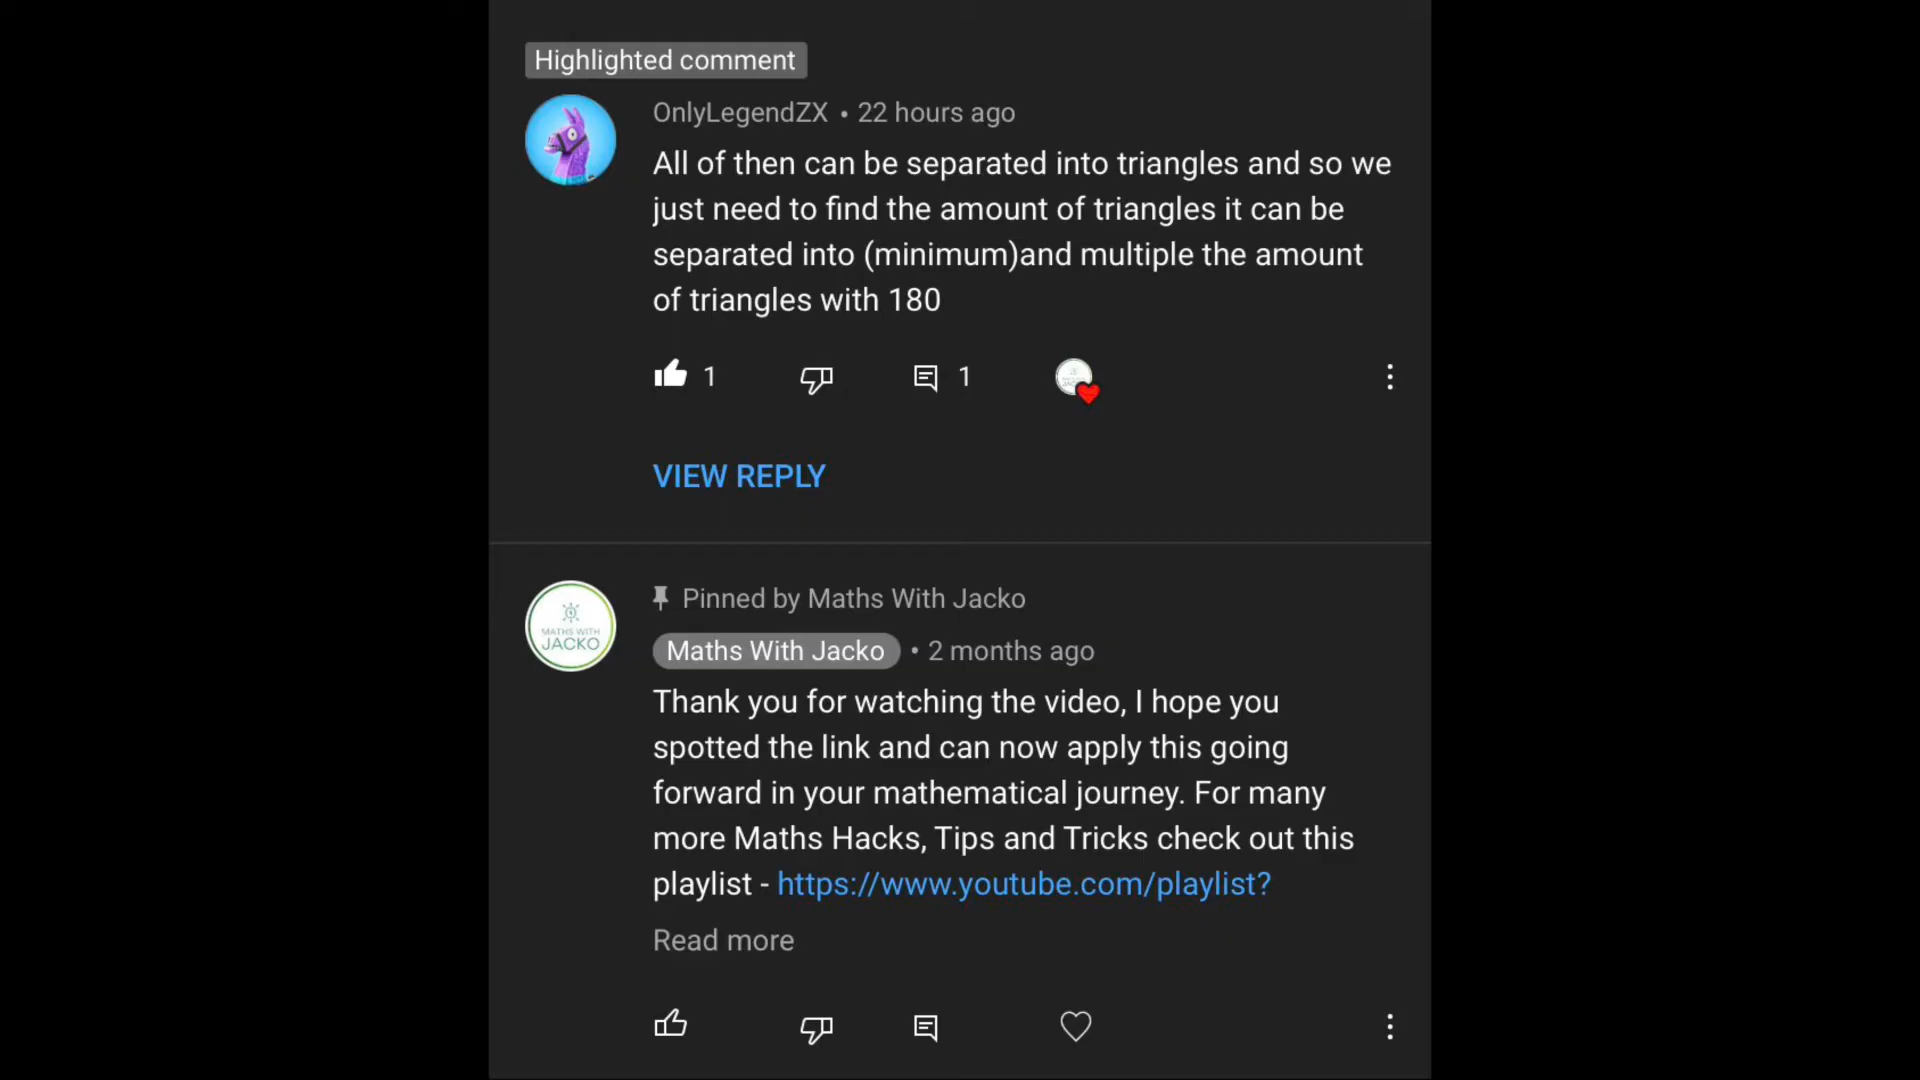 Highlighted comment
OnlyLegendZX • 22 hours ago
All of then can be separated into triangles and so we
just need to find the amount of triangles it can be
separated into (minimum)and multiple the amount
of triangles with 180
1
1
VIEW REPLY
Pinned by Maths With Jacko
MATHS WITH
JACKO
Maths With Jacko • 2 months ago
Thank you for watching the video, I hope you
spotted the link and can now apply this going
forward in your mathematical journey. For many
more Maths Hacks, Tips and Tricks check out this
playlist - https://www.youtube.com/playlist?
Read more